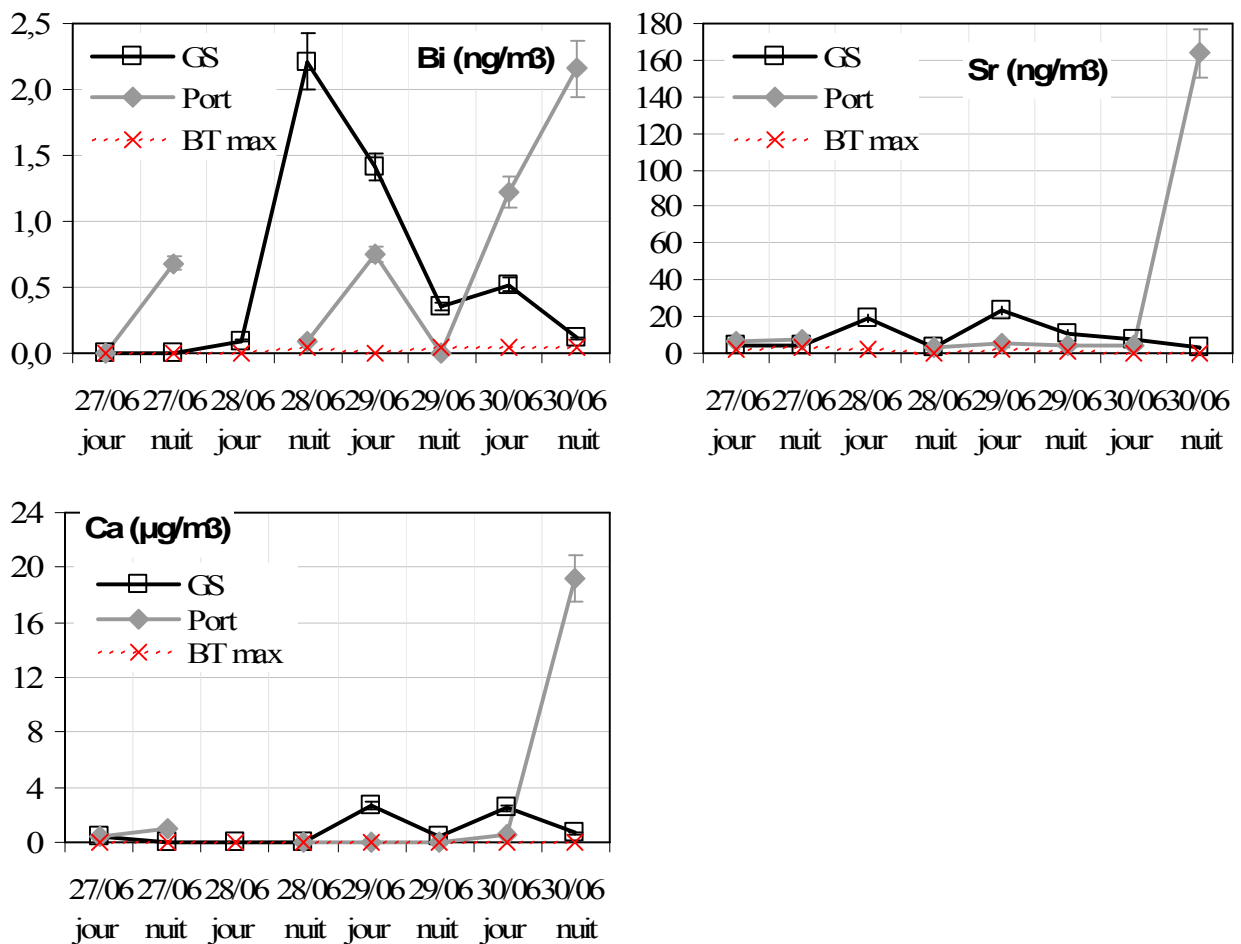 2,5
2,0
1,5
1,0
0,5
0,0
GS
Port
BT max
Bi (ng/m3)
27/06 27/06 28/06 28/06 29/06 29/06 30/06 30/06
jour nuit jour nuit jour nuit jour nuit
180
160
140
120
100
80
60
40
20
0
GS
Port
BT max
Sr (ng/m3)
27/06 27/06 28/06 28/06 29/06 29/06 30/06 30/06
jour nuit jour nuit jour nuit jour nuit
24
20
16
12
8
4
0
Ca (µg/m3)
GS
Port
BT max
27/06 27/06 28/06 28/06 29/06 29/06 30/06 30/06
jour nuit jour nuit jour nuit jour nuit